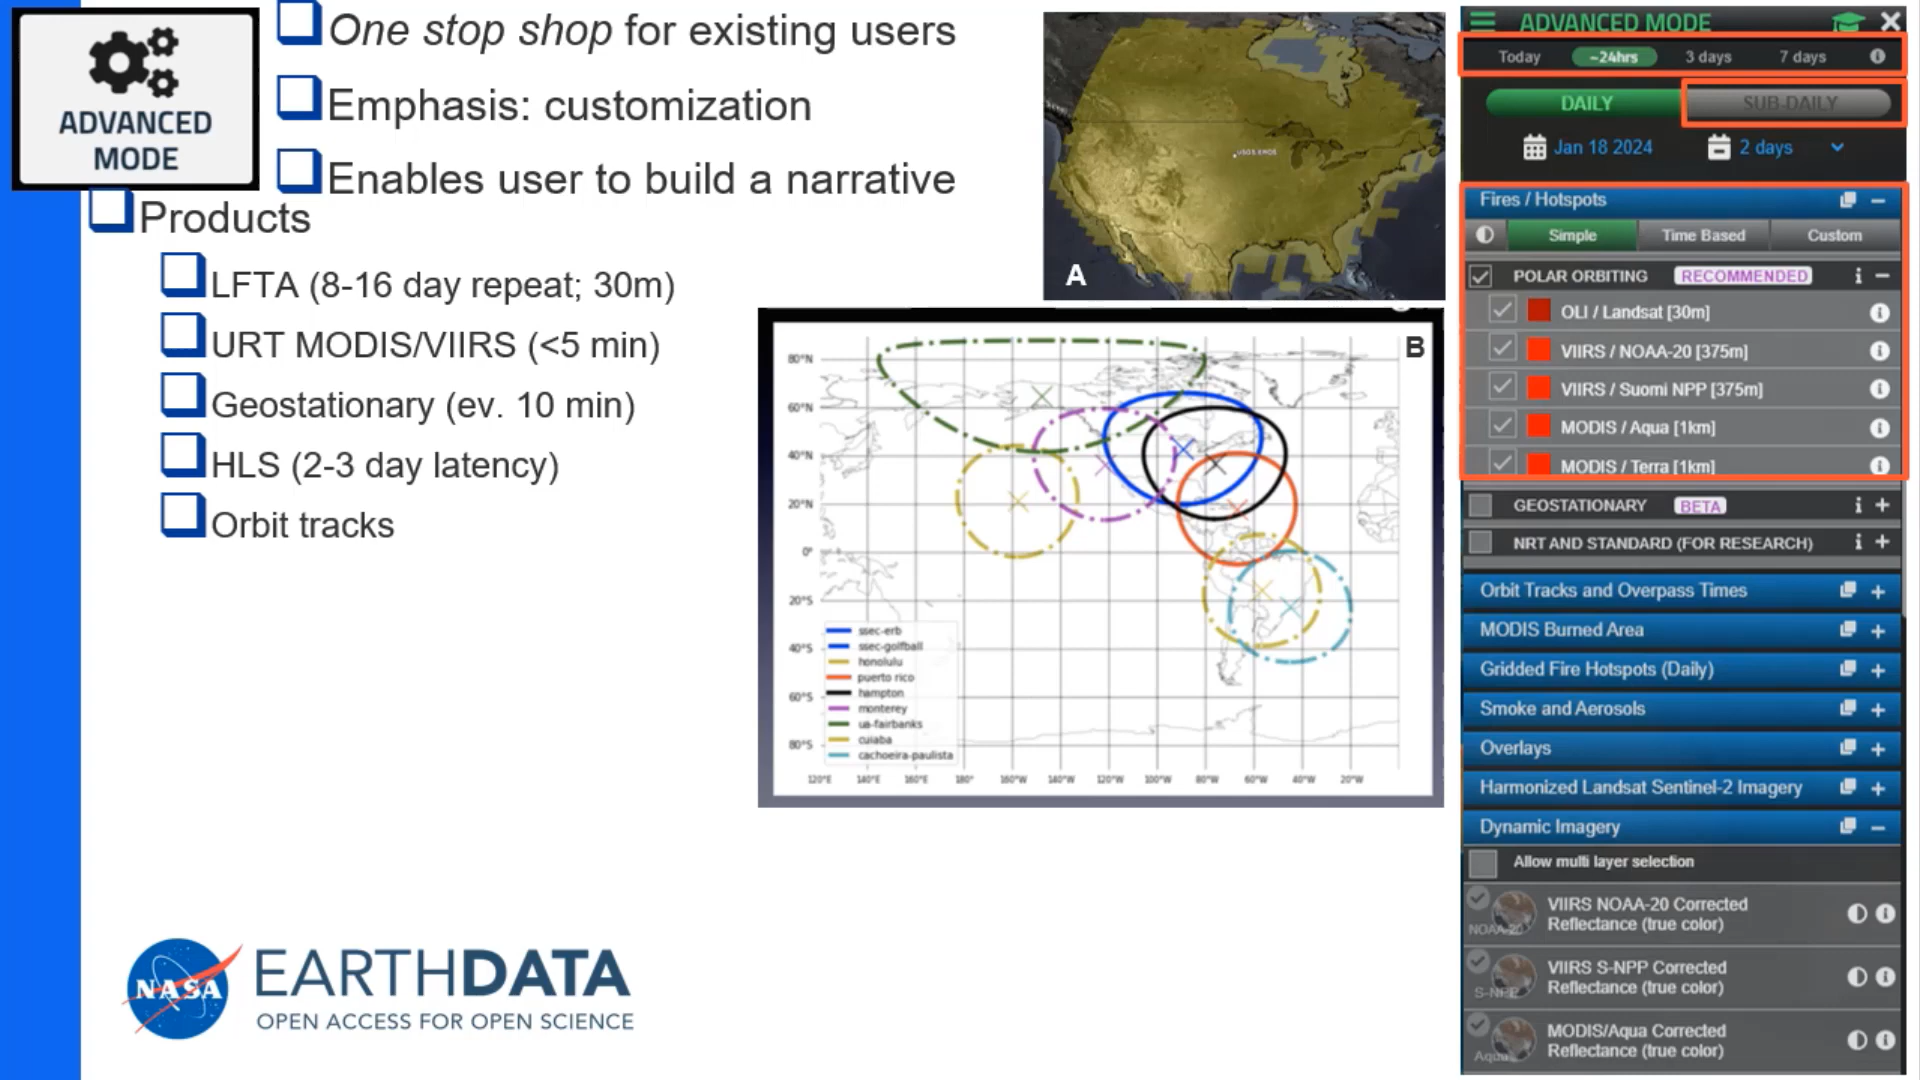 ADVANCED
MODE
One stop shop for existing users
Emphasis: customization
Enables user to build a narrative
Products
LFTA (8-16 day repeat; 30m)
URT MODIS/VIIRS (<5 min)
Geostationary (ev. 10 min)
HLS (2-3 day latency)
Orbit tracks
USGS EROS
A
B
80°N
60°N
40°N
20°N
0°
20°S
40°S
60°S
80°S
120°E 140°E 160°E 180° 160°W 140°W 120°W 100°W 80°W 60°W 40°W 20°W
ssec-erb
ssec-golfball
honolulu
puerto rico
hampton
monterey
ua-fairbanks
cuiaba
cachoeira-paulista
NASA
EARTHDATA
OPEN ACCESS FOR OPEN SCIENCE
ADVANCED MODE
Today ~24hrs 3 days 7 days
DAILY SUB-DAILY
Jan 18 2024 2 days
Fires / Hotspots
Simple Time Based Custom
POLAR ORBITING RECOMMENDED
OLI / Landsat [30m]
VIIRS / NOAA-20 [375m]
VIIRS / Suomi NPP [375m]
MODIS / Aqua [1km]
MODIS / Terra [1km]
GEOSTATIONARY BETA
NRT AND STANDARD (FOR RESEARCH)
Orbit Tracks and Overpass Times
MODIS Burned Area
Gridded Fire Hotspots (Daily)
Smoke and Aerosols
Overlays
Harmonized Landsat Sentinel-2 Imagery
Dynamic Imagery
Allow multi layer selection
NOAA-20
VIIRS NOAA-20 Corrected
Reflectance (true color)
S-NPP
VIIRS S-NPP Corrected
Reflectance (true color)
Aqua
MODIS/Aqua Corrected
Reflectance (true color)